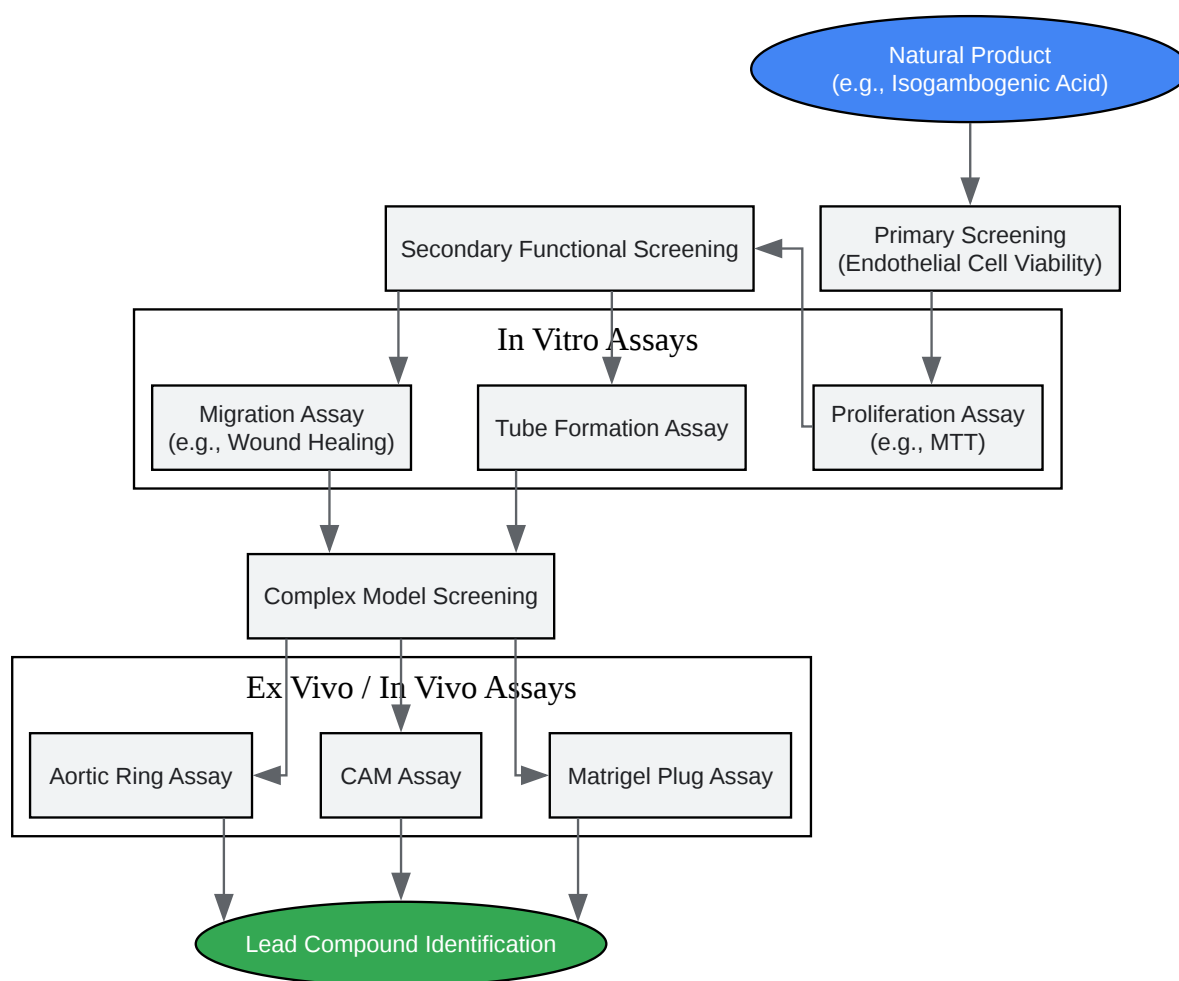 Natural Product
(e.g., Isogambogenic Acid)
Secondary Functional Screening
Primary Screening
(Endothelial Cell Viability)
In Vitro Assays
Migration Assay
(e.g., Wound Healing)
Tube Formation Assay
Proliferation Assay
(e.g., MTT)
Complex Model Screening
Ex Vivo / In Vivo Assays
Aortic Ring Assay
CAM Assay
Matrigel Plug Assay
Lead Compound Identification